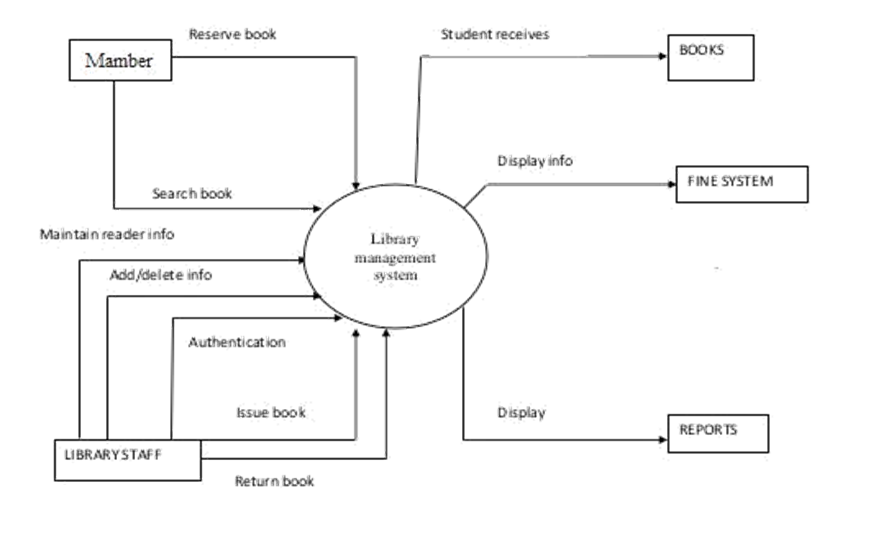 Reserve book
Student receives
Mamber
BOOKS
Display info
FINE SYSTEM
Search book
Maintain reader info
Library
management
system
Add/delete info
Authentication
Issue book
Display
REPORTS
LIBRARY STAFF
Return book